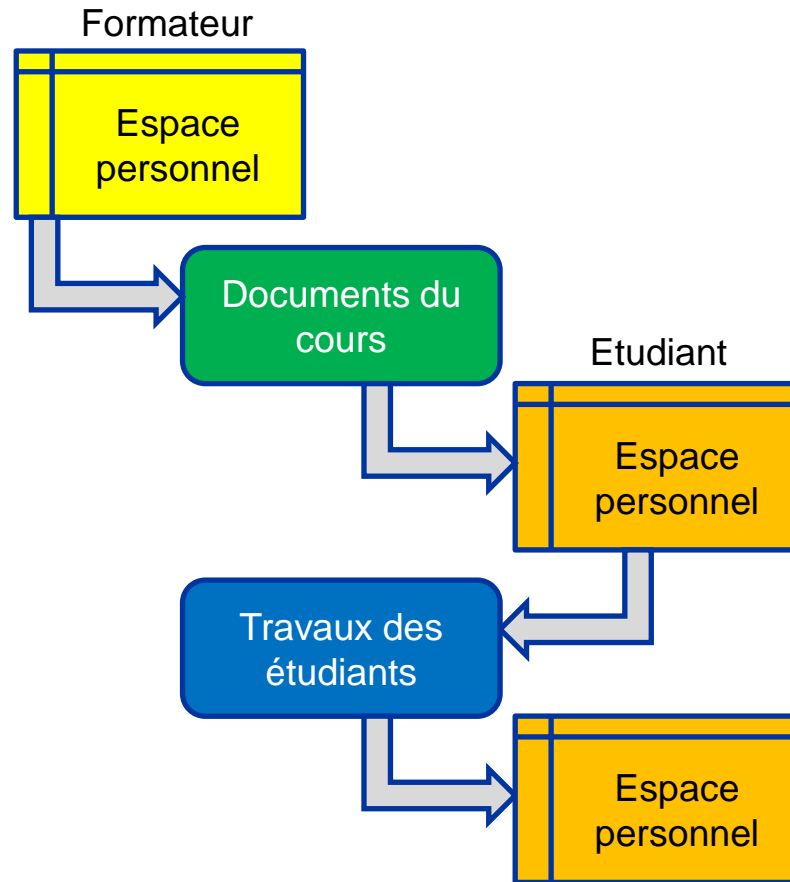 Formateur
Espace
personnel
Documents du
cours
Etudiant
Espace
personnel
Travaux des
étudiants
Espace
personnel